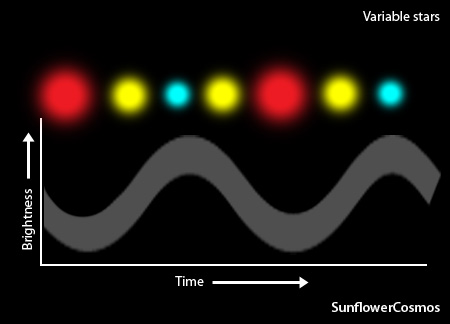 Variable stars
Brightness
Time
SunflowerCosmos